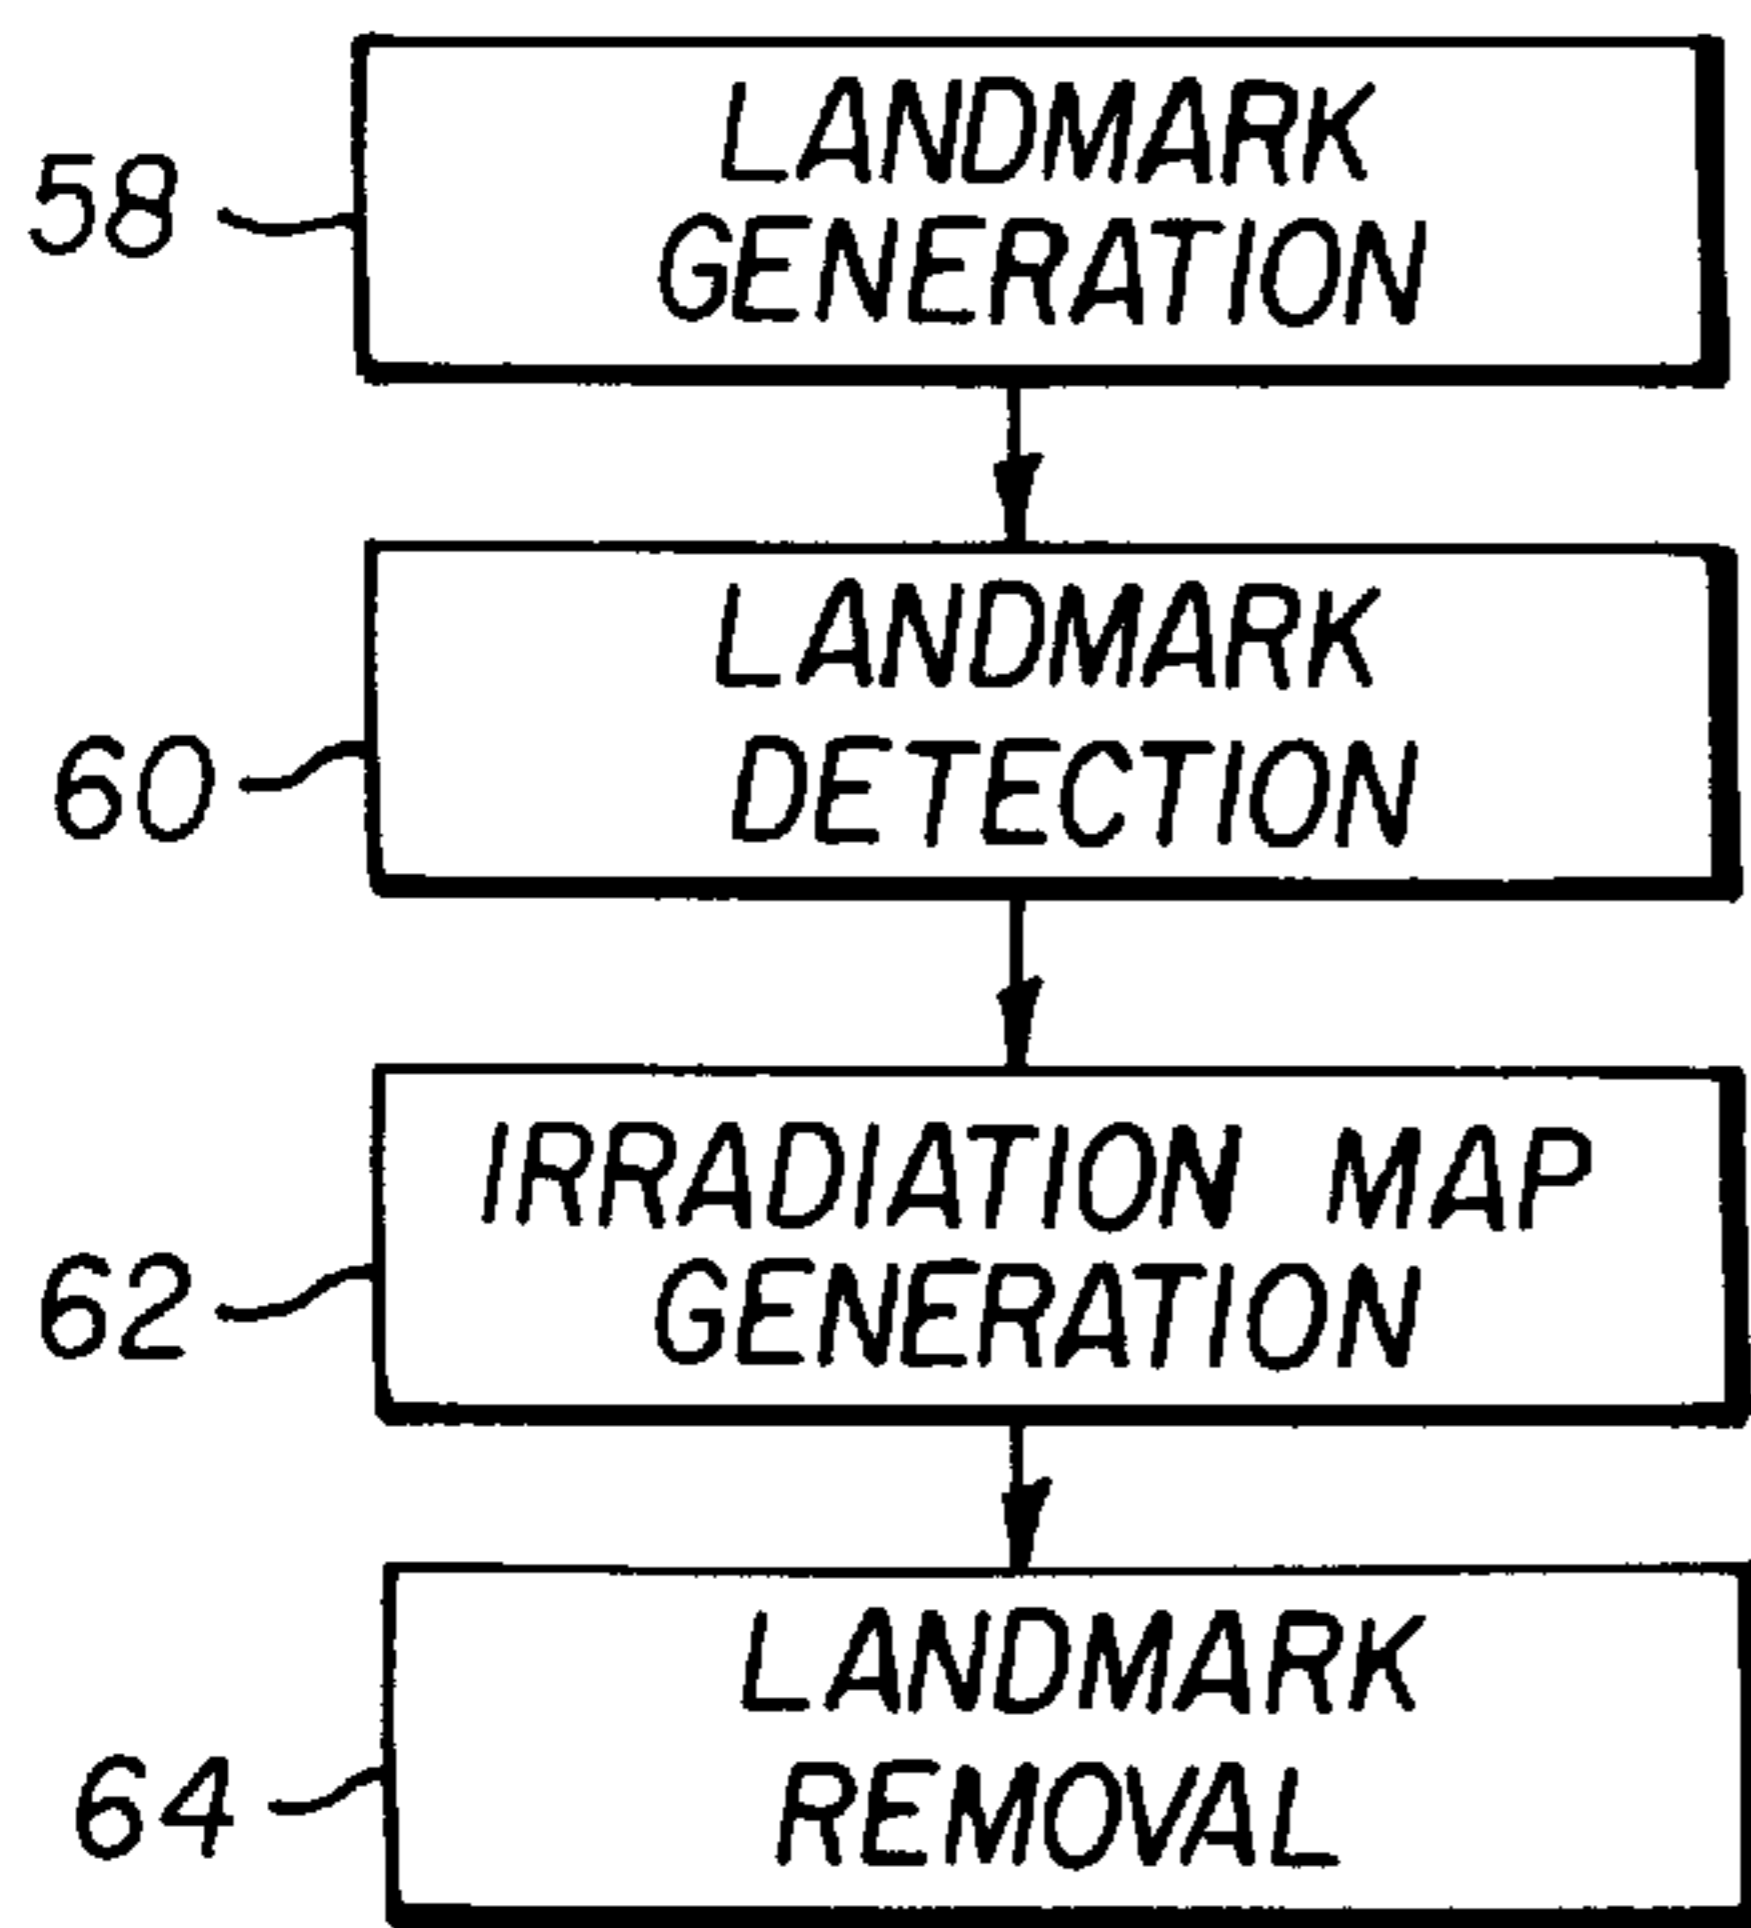 58
LANDMARK
GENERATION
60
LANDMARK
DETECTION
62
IRRADIATION MAP
GENERATION
64
LANDMARK
REMOVAL